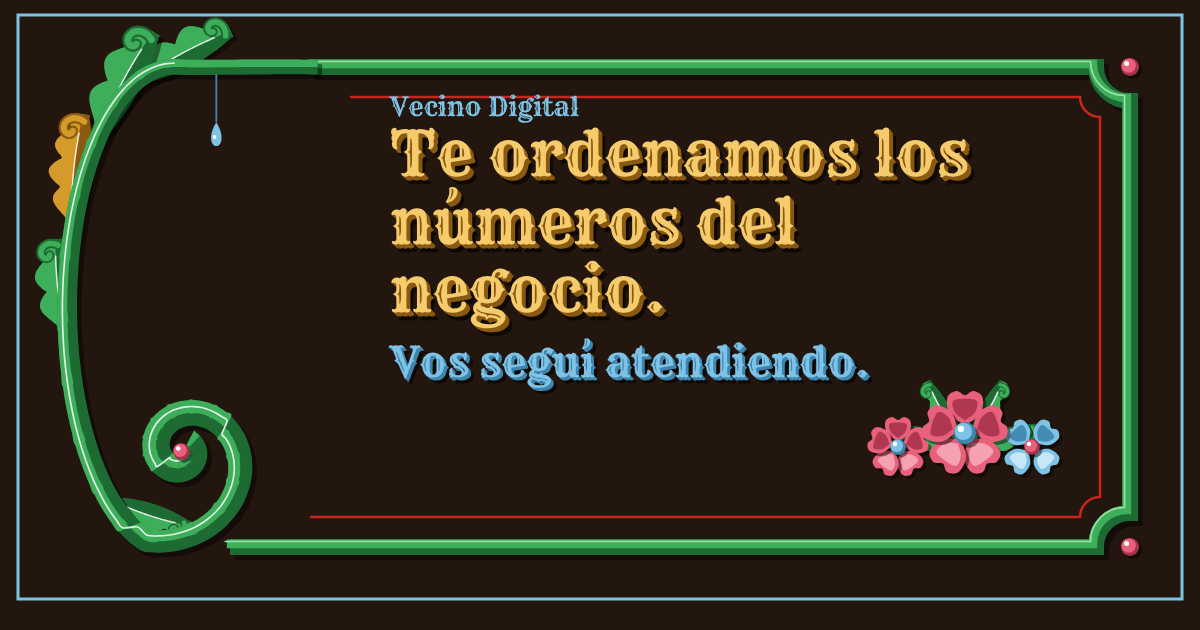 Vecino Digital
Te ordenamos los
números del
negocio.
Vos seguí atendiendo.